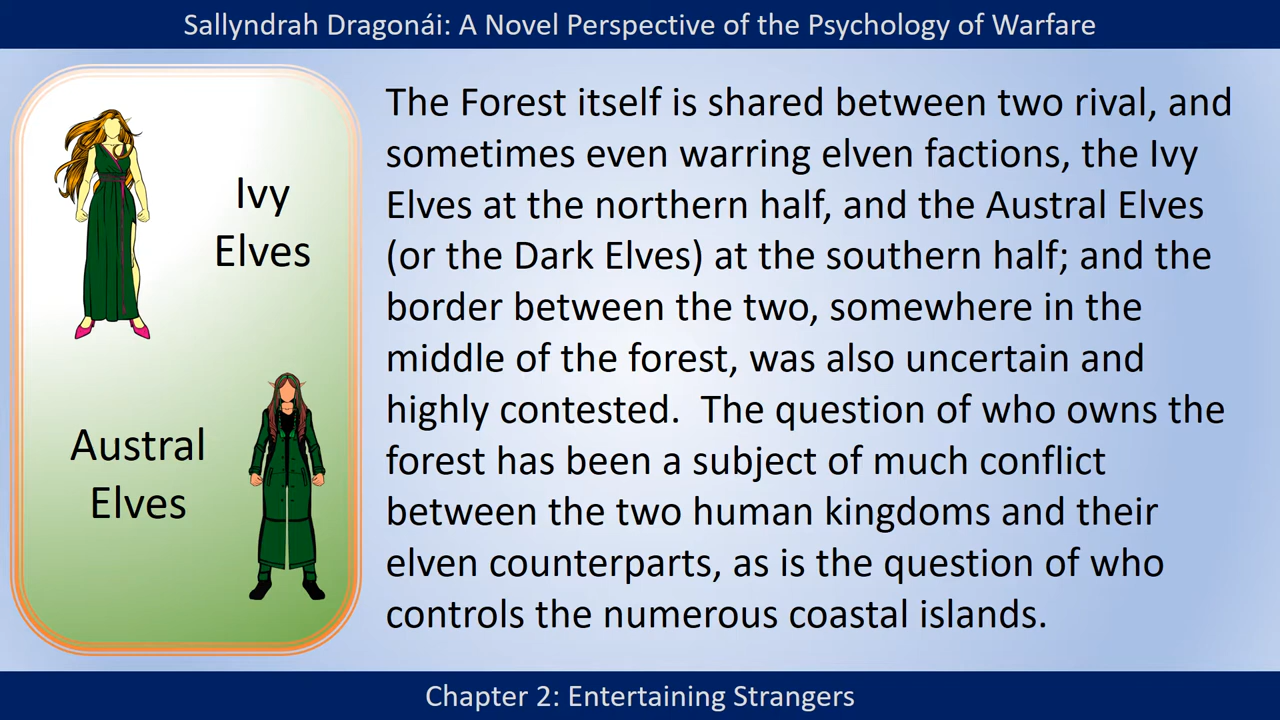 Sallyndrah Dragonái: A Novel Perspective of the Psychology of Warfare
Ivy
Elves
Austral
Elves
The Forest itself is shared between two rival, and
sometimes even warring elven factions, the Ivy
Elves at the northern half, and the Austral Elves
(or the Dark Elves) at the southern half; and the
border between the two, somewhere in the
middle of the forest, was also uncertain and
highly contested.  The question of who owns the
forest has been a subject of much conflict
between the two human kingdoms and their
elven counterparts, as is the question of who
controls the numerous coastal islands.
Chapter 2: Entertaining Strangers